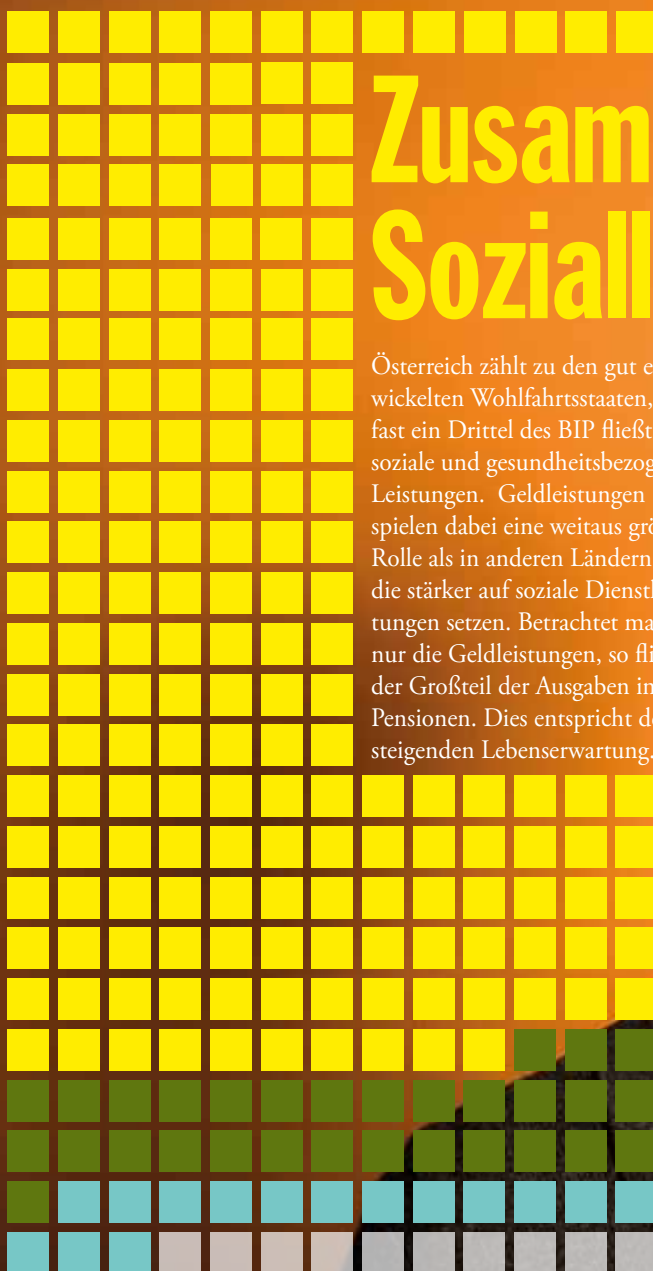 Zusam
Soziall
Österreich zählt zu den gut e
wickelten Wohlfahrtsstaaten,
fast ein Drittel des BIP fließt
soziale und gesundheitsbezog
Leistungen. Geldleistungen
spielen dabei eine weitaus grö
Rolle als in anderen Ländern
die stärker auf soziale Dienstl
tungen setzen. Betrachtet ma
nur die Geldleistungen, so fli
der Großteil der Ausgaben in
Pensionen. Dies entspricht de
steigenden Lebenserwartung.